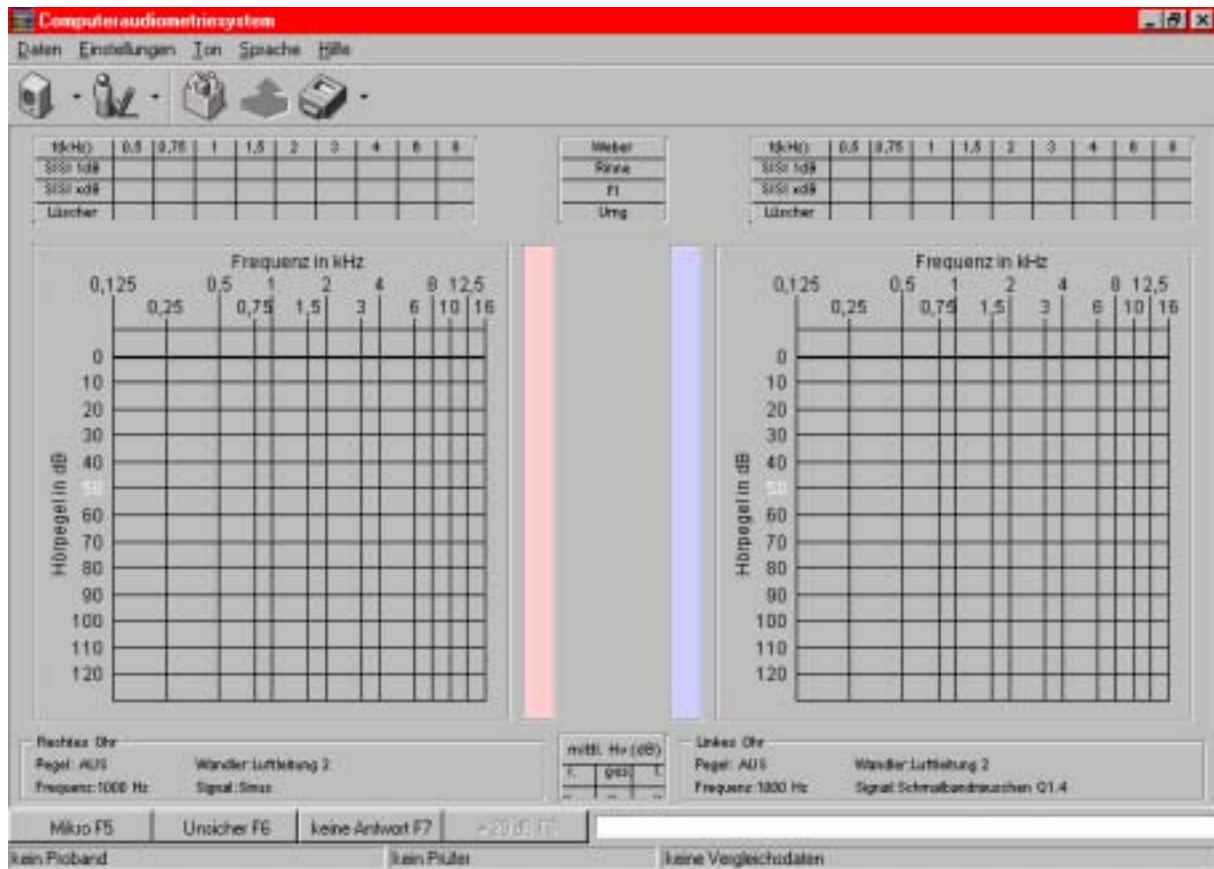 Computeraudiometriesystem
Daten Einstellungen Ton Sprache Hilfe
f(kHz) 0.5 0,75 1 1,5 2 3 4 6 8
SISI 1dB
SISI xdB
Lüscher
Weber
Rinne
Umg
f(kHz) 0.5 0,75 1 1,5 2 3 4 6 8
SISI 1dB
SISI xdB
Lüscher
Frequenz in kHz
0,125 0,5 1 2 4 8 12,5
0,25 0,75 1,5 3 6 10 16
Hörpegel in dB
0
10
20
30
40
50
60
70
80
90
100
110
120
Frequenz in kHz
0,125 0,5 1 2 4 8 12,5
0,25 0,75 1,5 3 6 10 16
Hörpegel in dB
0
10
20
30
40
50
60
70
80
90
100
110
120
Rechtes Ohr
Pegel: AUS Wandler:Luftleitung 2
Frequenz:1000 Hz Signal:Sinus
mittl. Hv (dB)
r. ges. l.
Linkes Ohr
Pegel: AUS Wandler:Luftleitung 2
Frequenz:1000 Hz Signal:Schmalbandrauschen Q1.4
Mikro F5 Unsicher F6 keine Antwort F7
kein Proband kein Prüfer keine Vergleichsdaten